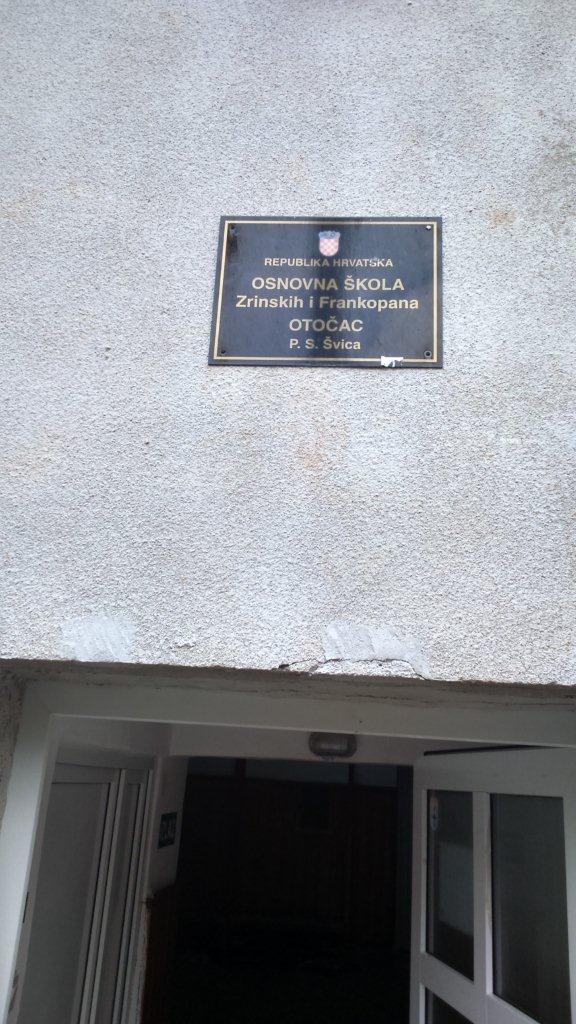 REPUBLIKA HRVATSKA
OSNOVNA ŠKOLA
Zrinskih i Frankopana
OTOČAC
P. S. Švica